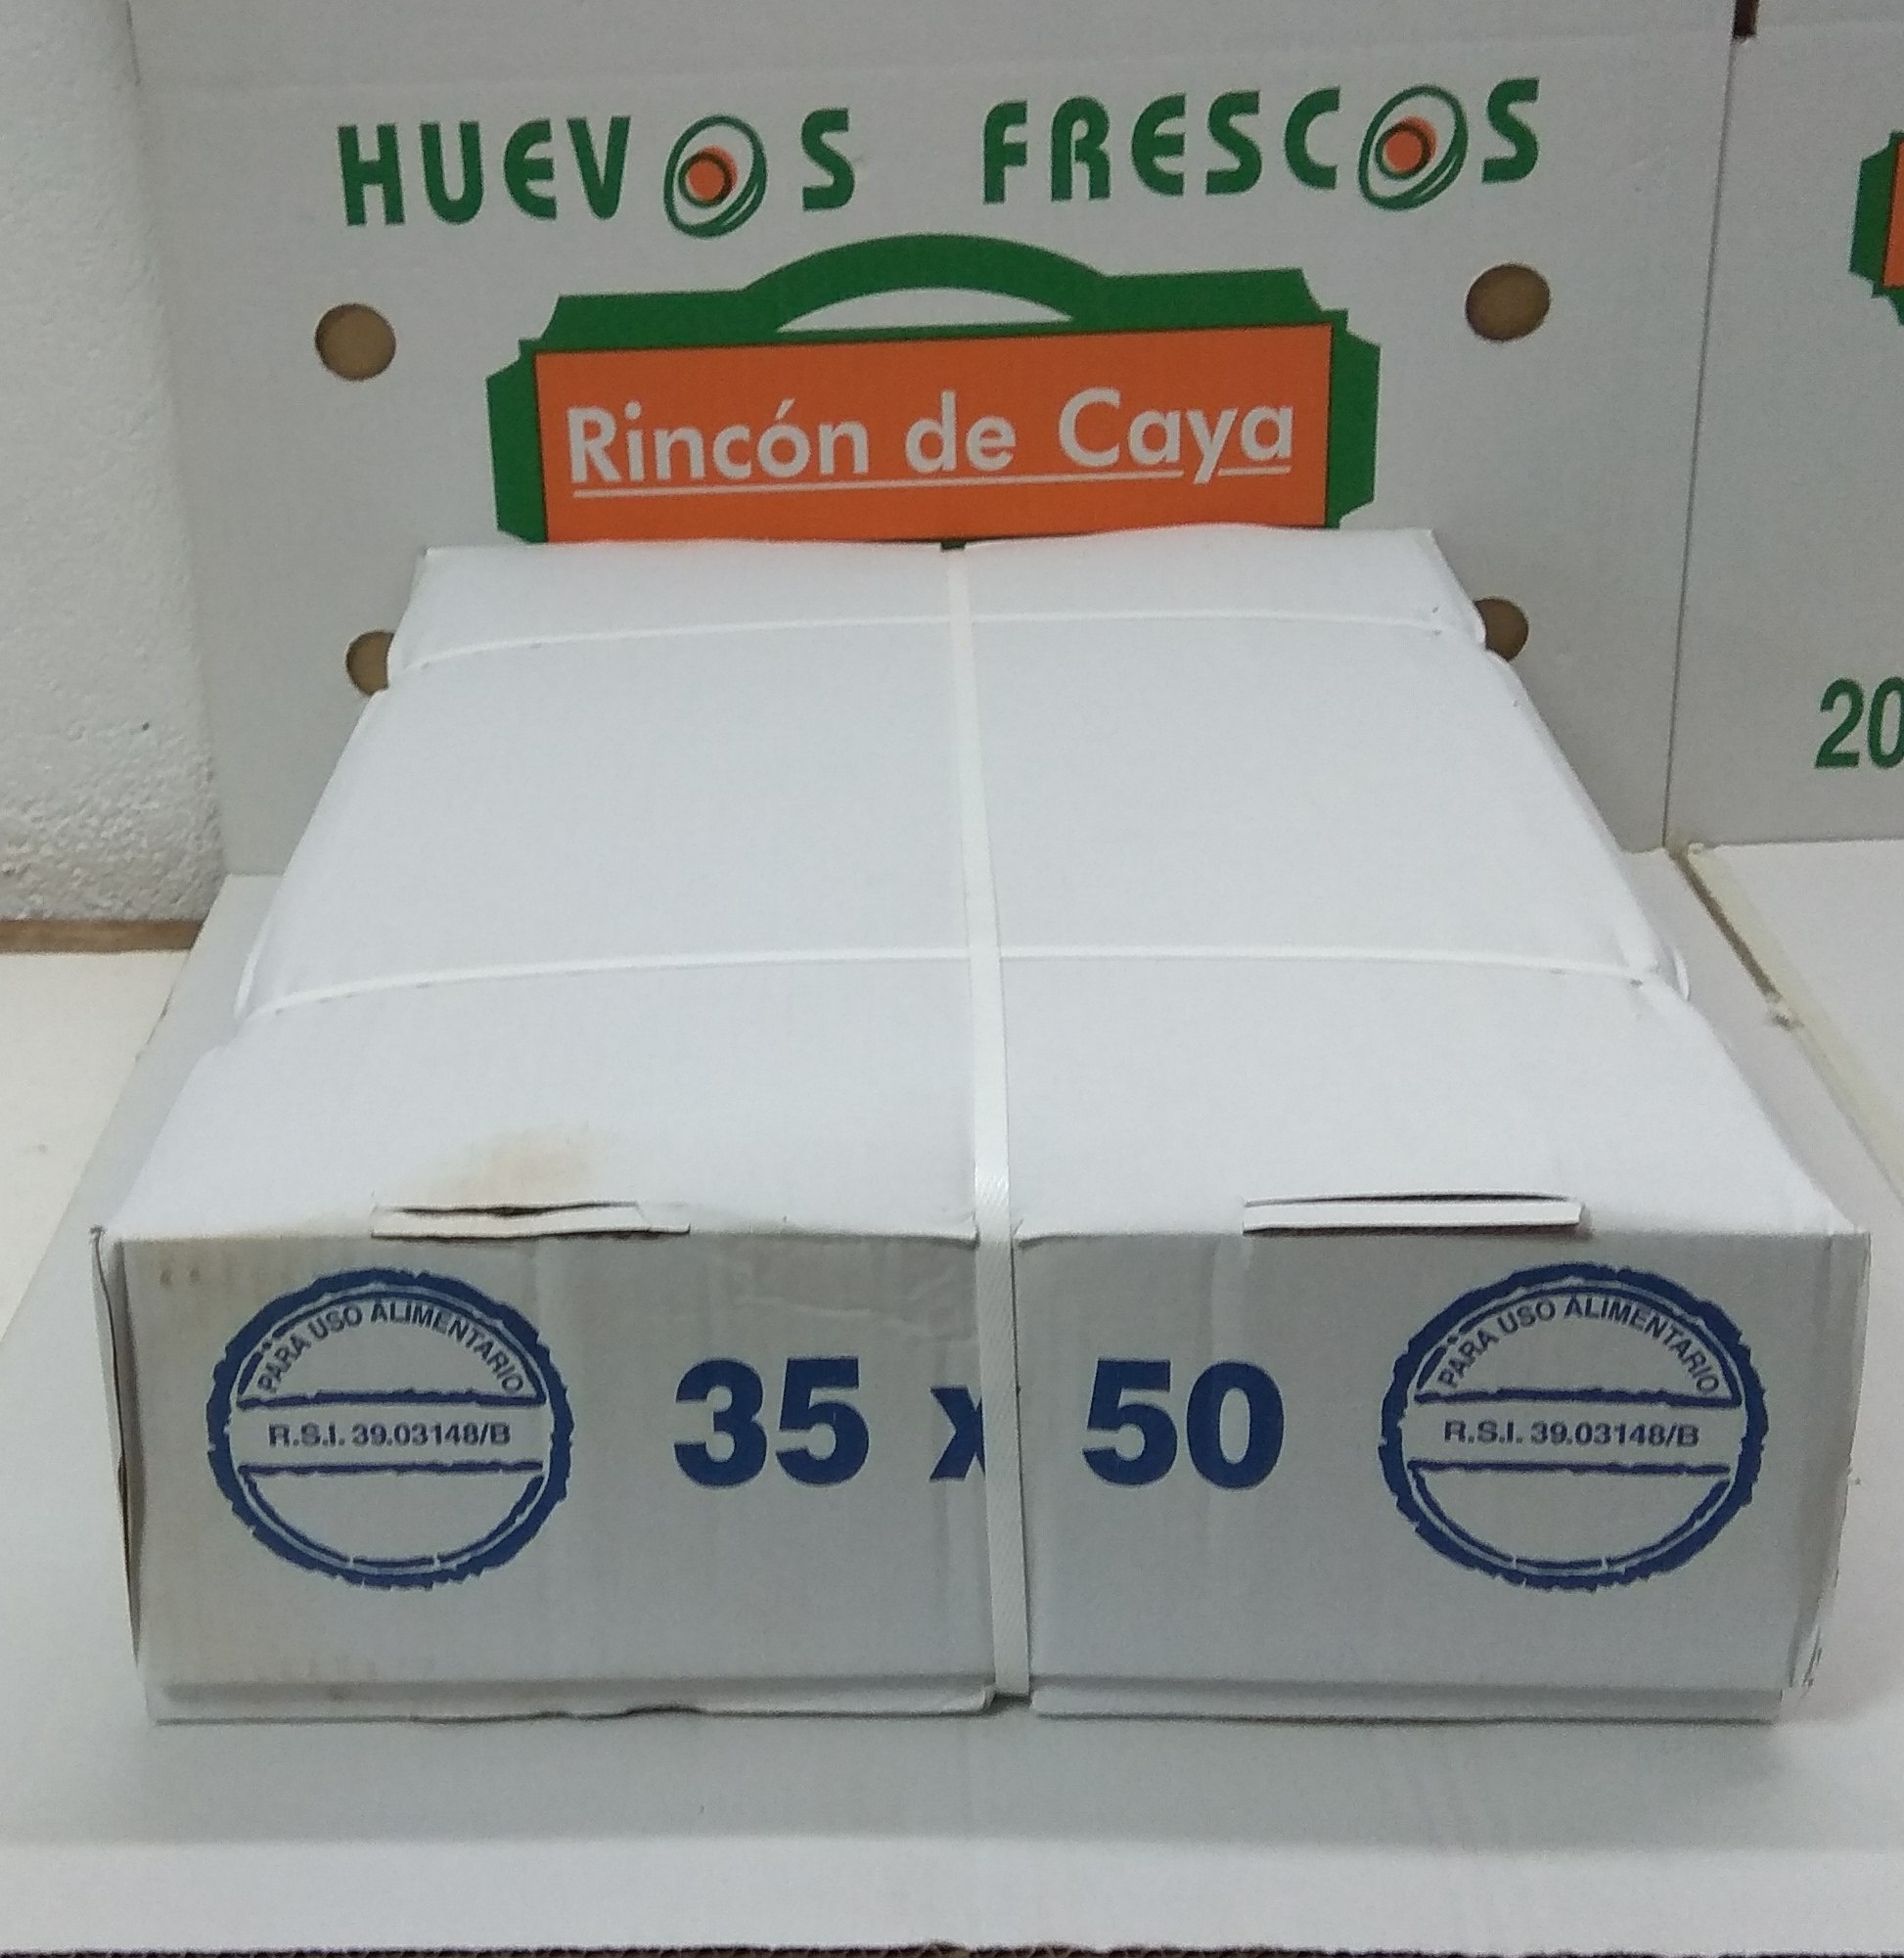 HUEVOS FRESCOS
Rincón de Caya
20
PARA USO ALIMENTARIO
R.S.I. 39.03148/B
35 x 50
PARA USO ALIMENTARIO
R.S.I. 39.03148/B